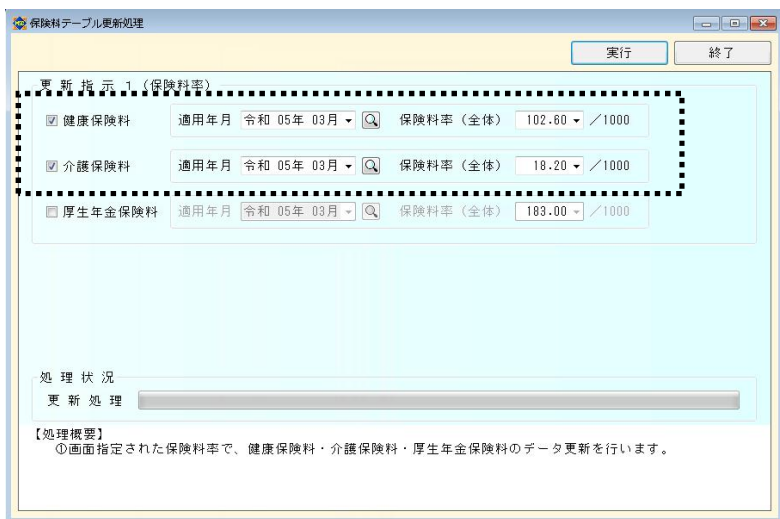 保険料テーブル更新処理
実行 終了
更 新 指 示 1 (保険料率)
健康保険料 適用年月 令和 05年 03月 保険料率 (全体) 102.60 /1000
介護保険料 適用年月 令和 05年 03月 保険料率 (全体) 18.20 /1000
厚生年金保険料 適用年月 令和 05年 03月 保険料率 (全体) 183.00 /1000
処 理 状 況
更 新 処 理
【処理概要】
①画面指定された保険料率で、健康保険料・介護保険料・厚生年金保険料のデータ更新を行います。